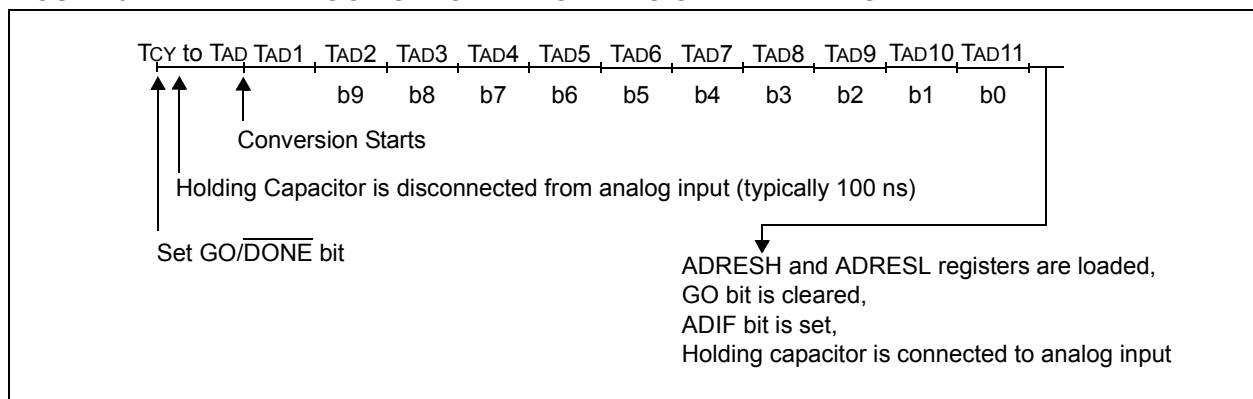 TCY to TAD TAD1 TAD2 TAD3 TAD4 TAD5 TAD6 TAD7 TAD8 TAD9 TAD10 TAD11
b9 b8 b7 b6 b5 b4 b3 b2 b1 b0
Conversion Starts
Holding Capacitor is disconnected from analog input (typically 100 ns)
Set GO/DONE bit
ADRESH and ADRESL registers are loaded,
GO bit is cleared,
ADIF bit is set,
Holding capacitor is connected to analog input